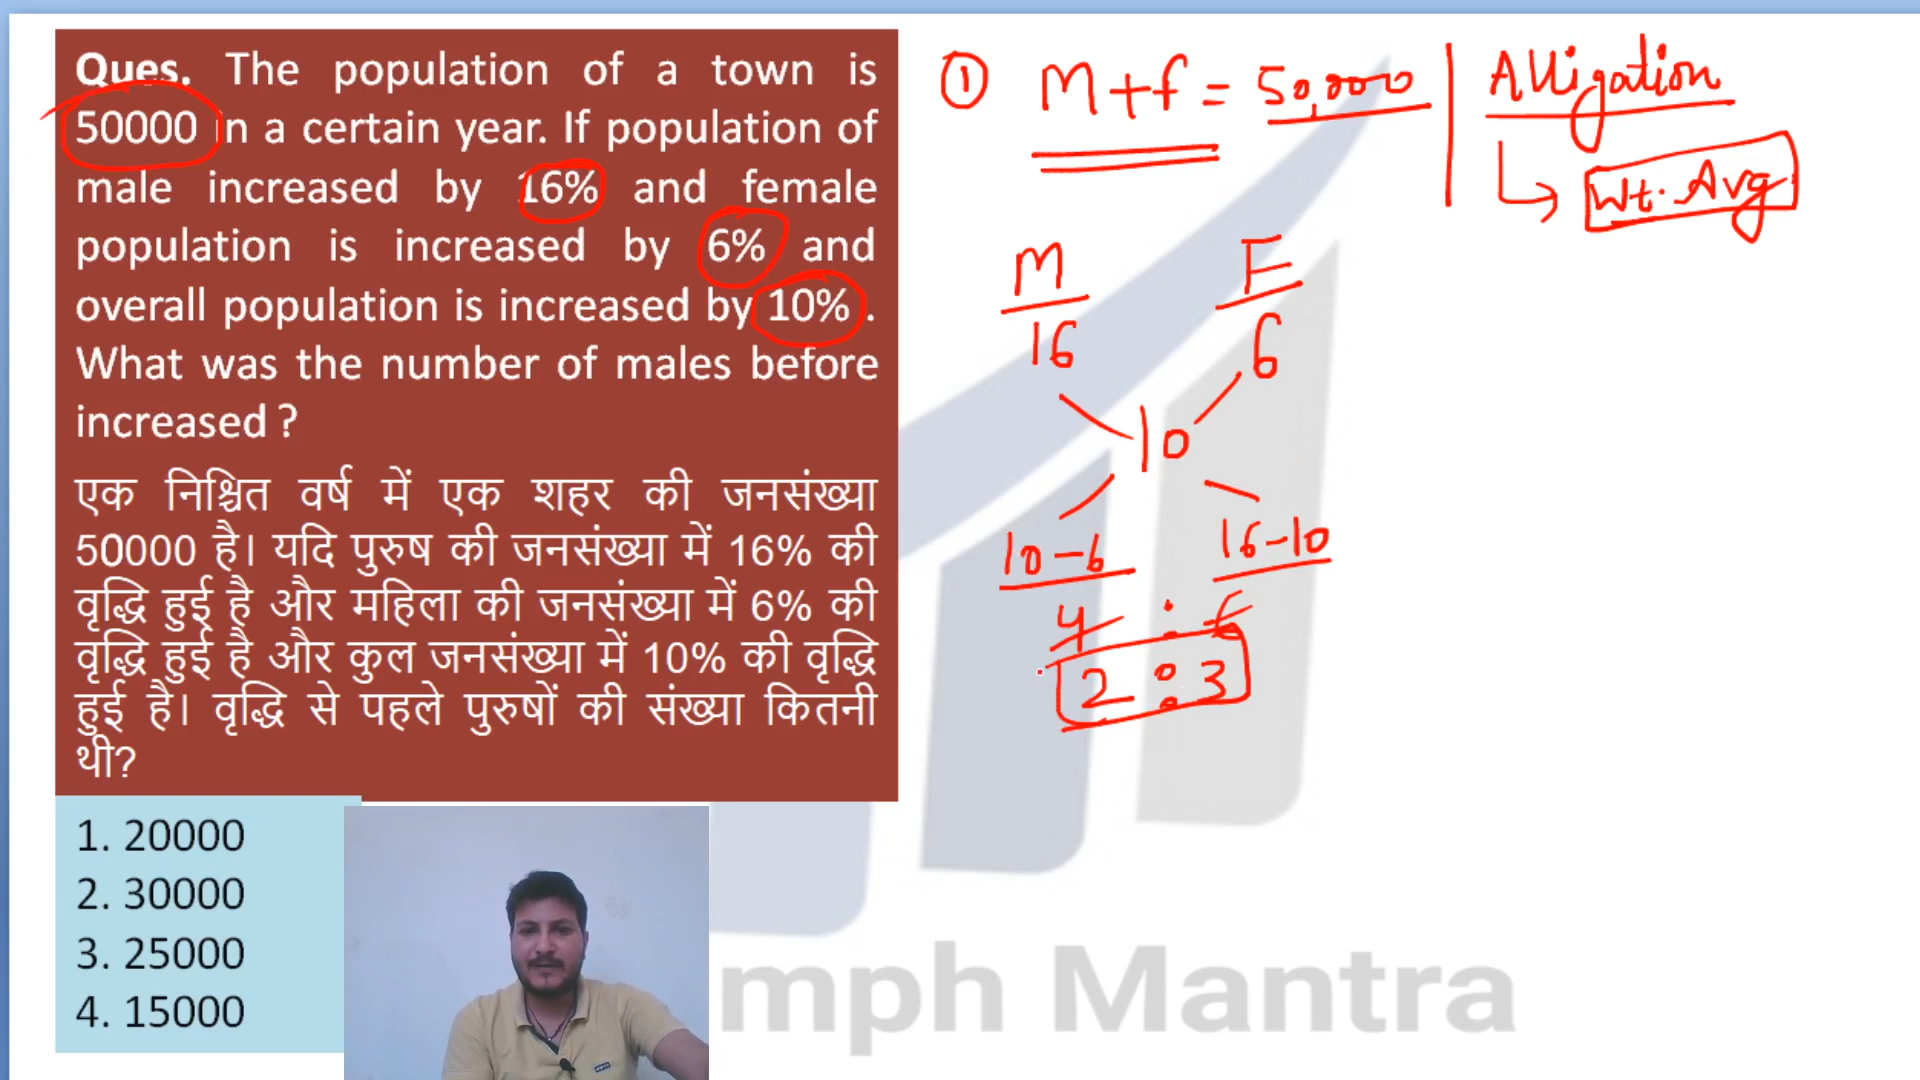 Ques. The population of a town is
50000 in a certain year. If population of
male increased by 16% and female
population is increased by 6% and
overall population is increased by 10% .
What was the number of males before
increased ?
एक निश्चित वर्ष में एक शहर की जनसंख्या
50000 है। यदि पुरुष की जनसंख्या में 16% की
वृद्धि हुई है और महिला की जनसंख्या में 6% की
वृद्धि हुई है और कुल जनसंख्या में 10% की वृद्धि
हुई है। वृद्धि से पहले पुरुषों की संख्या कितनी
थी?
1. 20000
2. 30000
3. 25000
4. 15000
① M+f = 50,000
Alligation
Wt. Avg
M F
16 6
10
10-6 16-10
4 : 6
2 : 3
mph Mantra